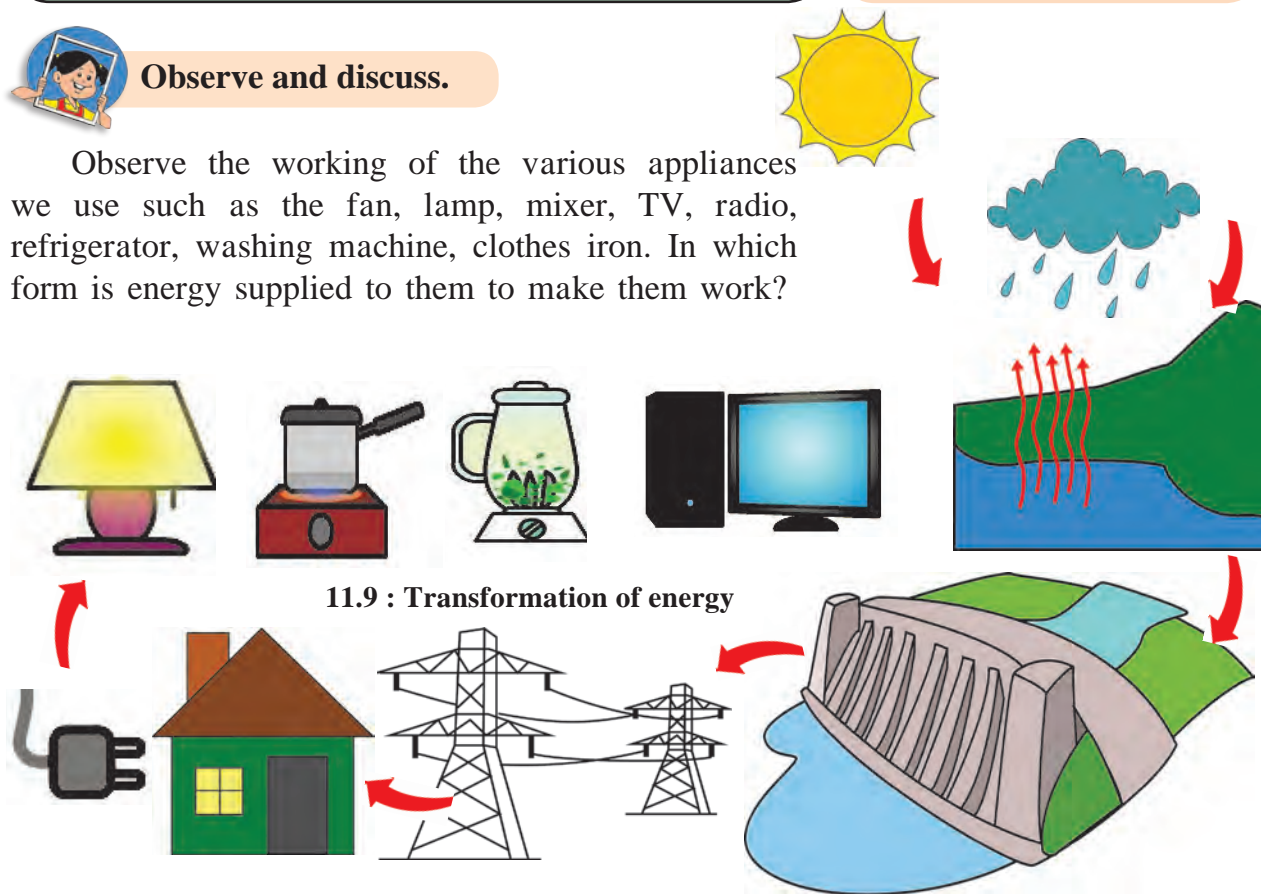 Observe and discuss.
Observe the working of the various appliances
we use such as the fan, lamp, mixer, TV, radio,
refrigerator, washing machine, clothes iron. In which
form is energy supplied to them to make them work?
11.9 : Transformation of energy